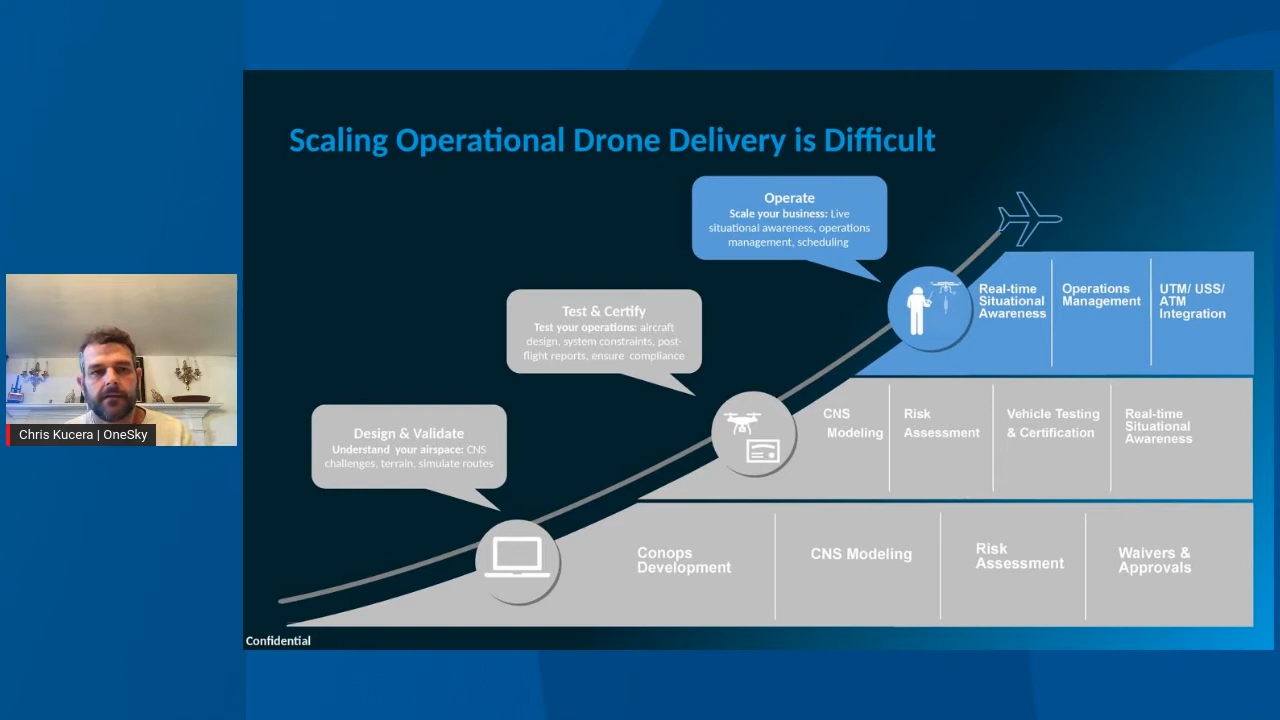 Scaling Operational Drone Delivery is Difficult
Operate
Scale your business: Live
situational awareness, operations
management, scheduling
Real-time
Situational
Awareness
Operations
Management
UTM/ USS/
ATM
Integration
Test & Certify
Test your operations: aircraft
design, system constraints, post-
flight reports, ensure compliance
CNS
Modeling
Risk
Assessment
Vehicle Testing
& Certification
Real-time
Situational
Awareness
Design & Validate
Understand your airspace: CNS
challenges, terrain, simulate routes
Conops
Development
CNS Modeling
Risk
Assessment
Waivers &
Approvals
Chris Kucera | OneSky
Confidential